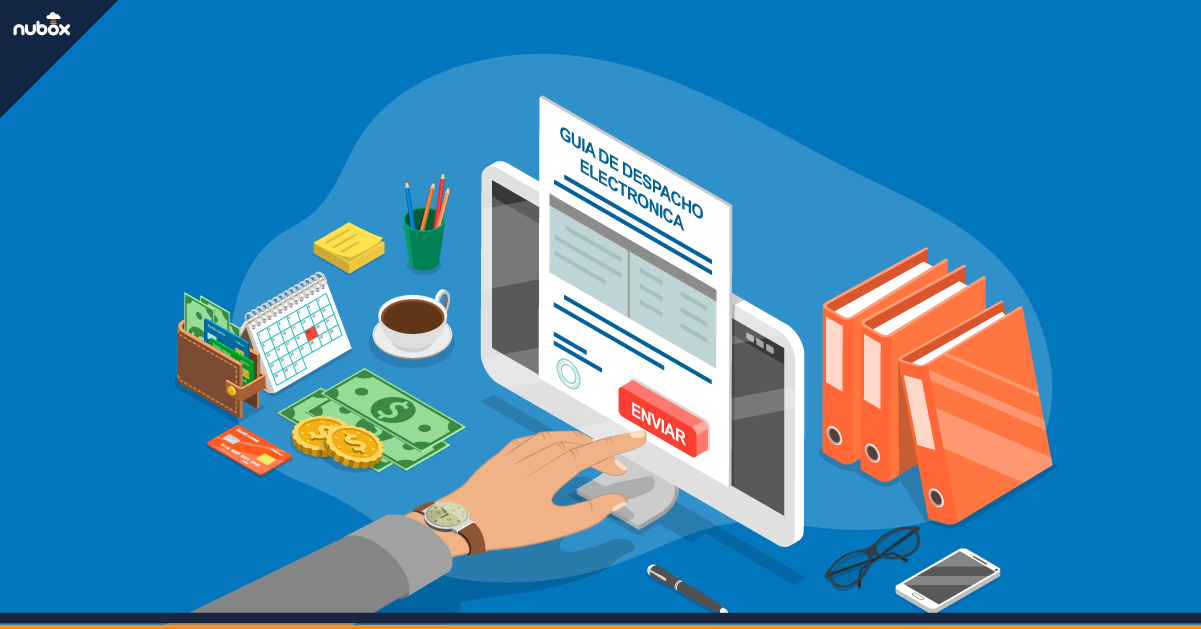 nubox
GUIA DE DESPACHO
ELECTRONICA
ENVIAR